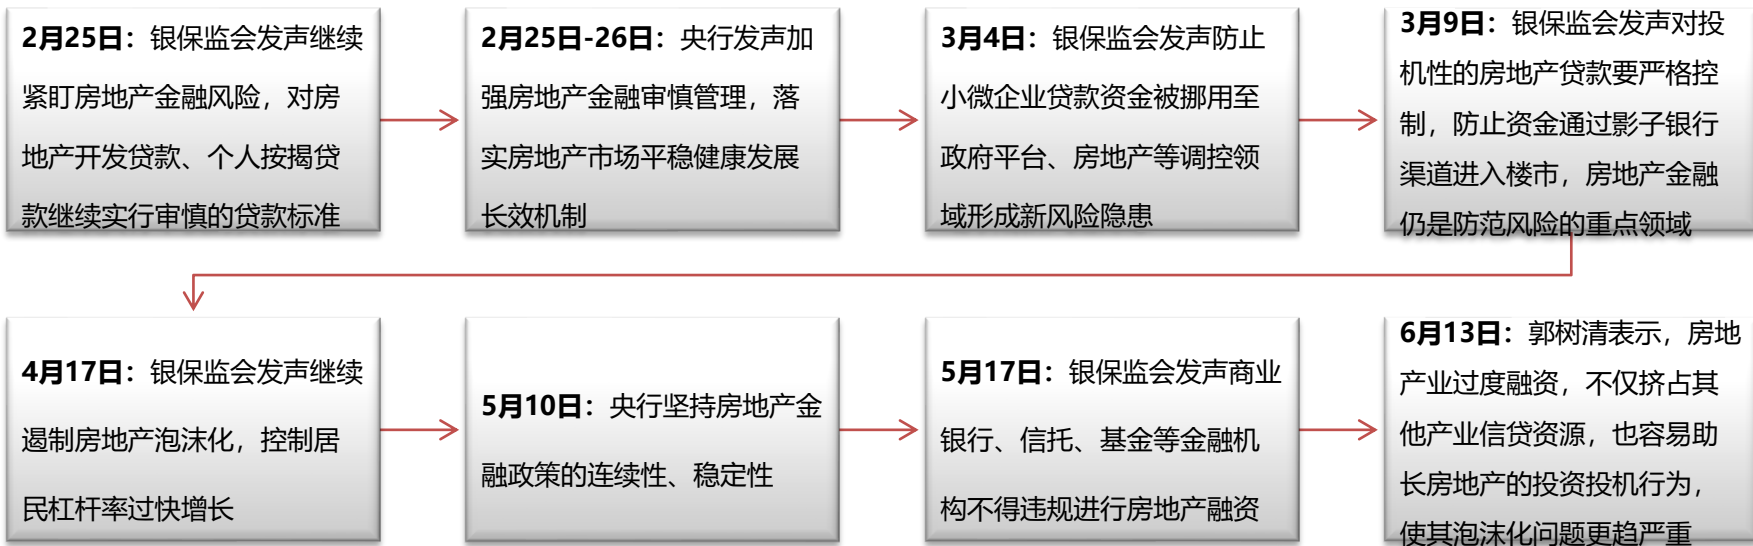 2月25日：银保监会发声继续
紧盯房地产金融风险，对房
地产开发贷款、个人按揭贷
款继续实行审慎的贷款标准
2月25日-26日：央行发声加
强房地产金融审慎管理，落
实房地产市场平稳健康发展
长效机制
3月4日：银保监会发声防止
小微企业贷款资金被挪用至
政府平台、房地产等调控领
域形成新风险隐患
3月9日：银保监会发声对投
机性的房地产贷款要严格控
制，防止资金通过影子银行
渠道进入楼市，房地产金融
仍是防范风险的重点领域
4月17日：银保监会发声继续
遏制房地产泡沫化，控制居
民杠杆率过快增长
5月10日：央行坚持房地产金
融政策的连续性、稳定性
5月17日：银保监会发声商业
银行、信托、基金等金融机
构不得违规进行房地产融资
6月13日：郭树清表示，房地
产业过度融资，不仅挤占其
他产业信贷资源，也容易助
长房地产的投资投机行为，
使其泡沫化问题更趋严重